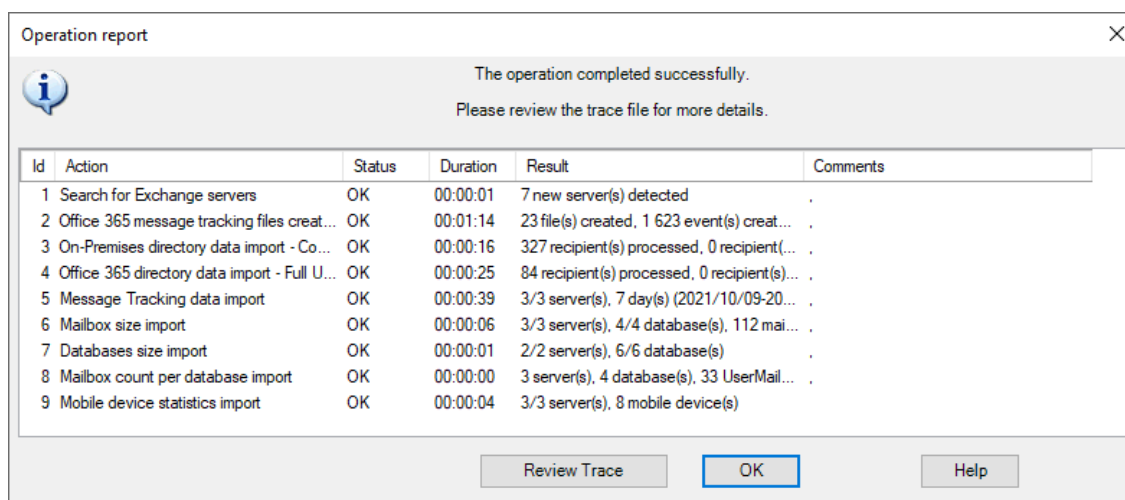 Operation report
The operation completed successfully.
Please review the trace file for more details.
Id Action Status Duration Result Comments
1 Search for Exchange servers OK 00:00:01 7 new server(s) detected ,
2 Office 365 message tracking files creat... OK 00:01:14 23 file(s) created, 1 623 event(s) creat... ,
3 On-Premises directory data import - Co... OK 00:00:16 327 recipient(s) processed, 0 recipient(... ,
4 Office 365 directory data import - Full U... OK 00:00:25 84 recipient(s) processed, 0 recipient(s)... ,
5 Message Tracking data import OK 00:00:39 3/3 server(s), 7 day(s) (2021/10/09-20... ,
6 Mailbox size import OK 00:00:06 3/3 server(s), 4/4 database(s), 112 mai... ,
7 Databases size import OK 00:00:01 2/2 server(s), 6/6 database(s) ,
8 Mailbox count per database import OK 00:00:00 3 server(s), 4 database(s), 33 UserMail... ,
9 Mobile device statistics import OK 00:00:04 3/3 server(s), 8 mobile device(s)
Review Trace OK Help